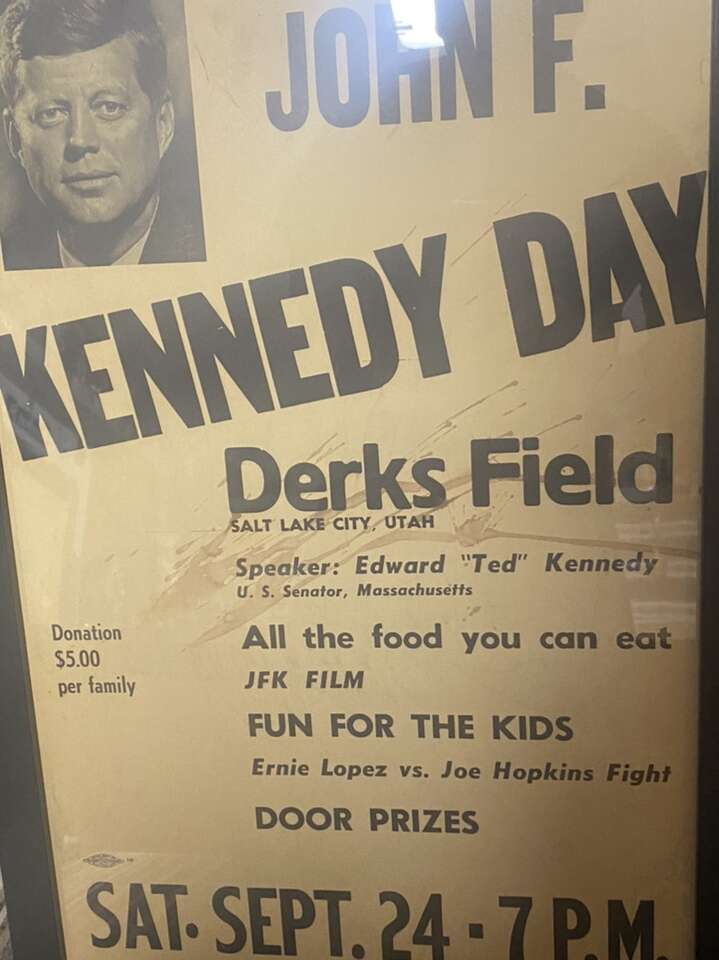 JOHN F.
KENNEDY DAY
Derks Field
SALT LAKE CITY, UTAH
Speaker: Edward "Ted" Kennedy
U. S. Senator, Massachusetts
Donation
$5.00
per family
All the food you can eat
JFK FILM
FUN FOR THE KIDS
Ernie Lopez vs. Joe Hopkins Fight
DOOR PRIZES
SAT. SEPT. 24 - 7 P.M.